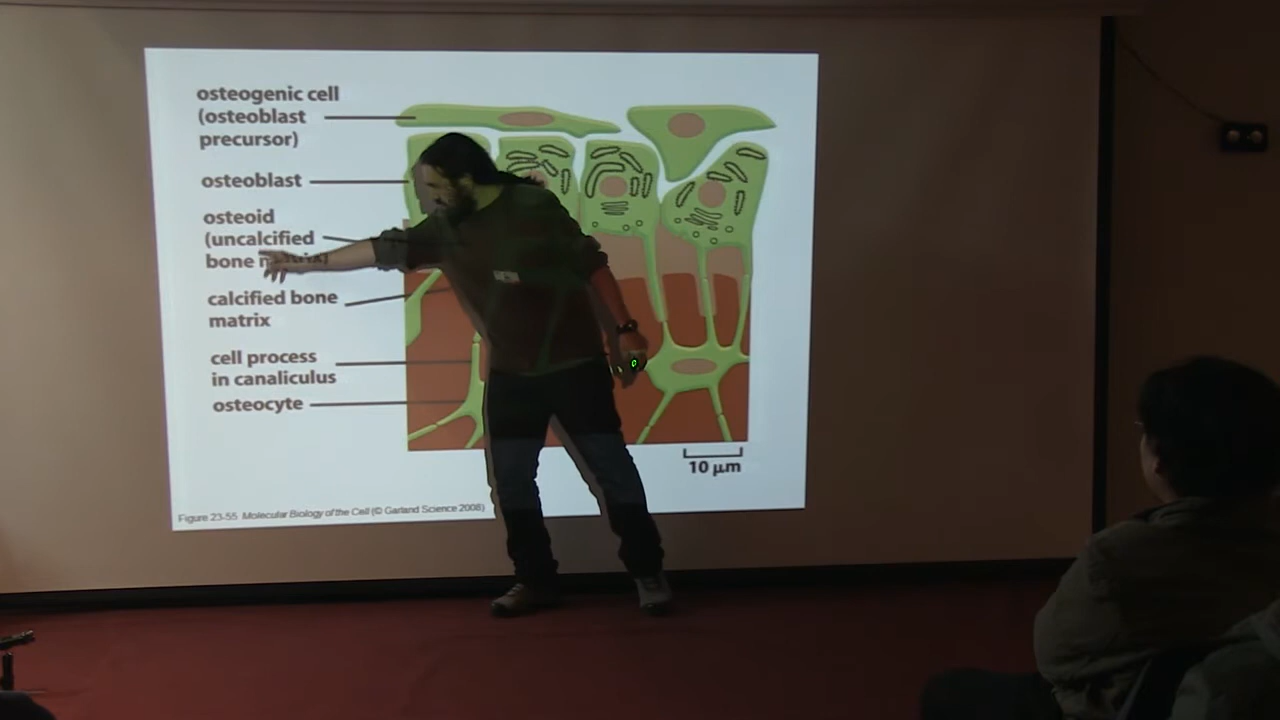 osteogenic cell
(osteoblast
precursor)
osteoblast
osteoid
(uncalcified
bone matrix)
calcified bone
matrix
cell process
in canaliculus
osteocyte
10 µm
Figure 23-55 Molecular Biology of the Cell (© Garland Science 2008)